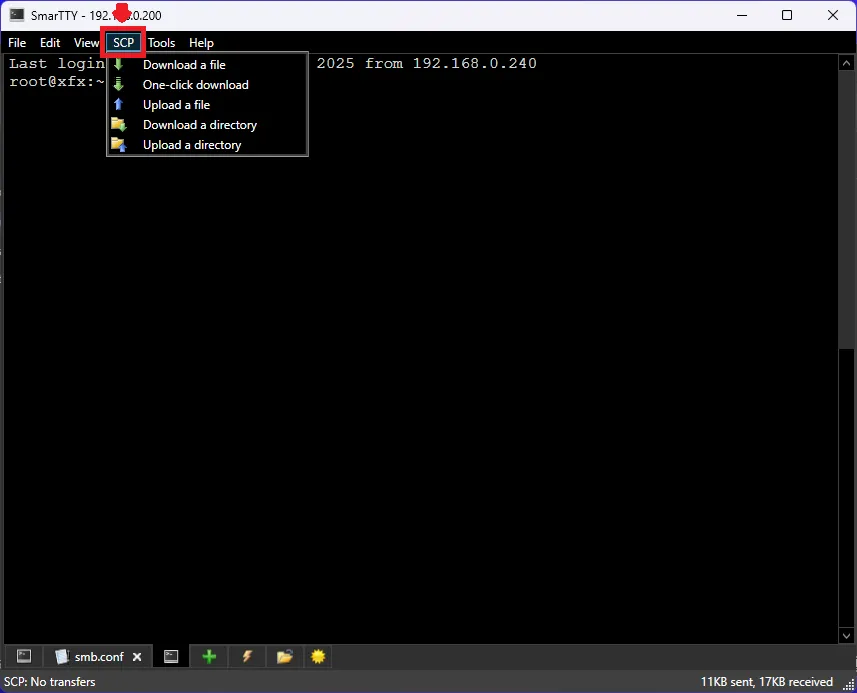 SmarTTY - 192. .0.200
File Edit View SCP Tools Help
Last login 2025 from 192.168.0.240
root@xfx:~
Download a file
One-click download
Upload a file
Download a directory
Upload a directory
smb.conf
SCP: No transfers 11KB sent, 17KB received